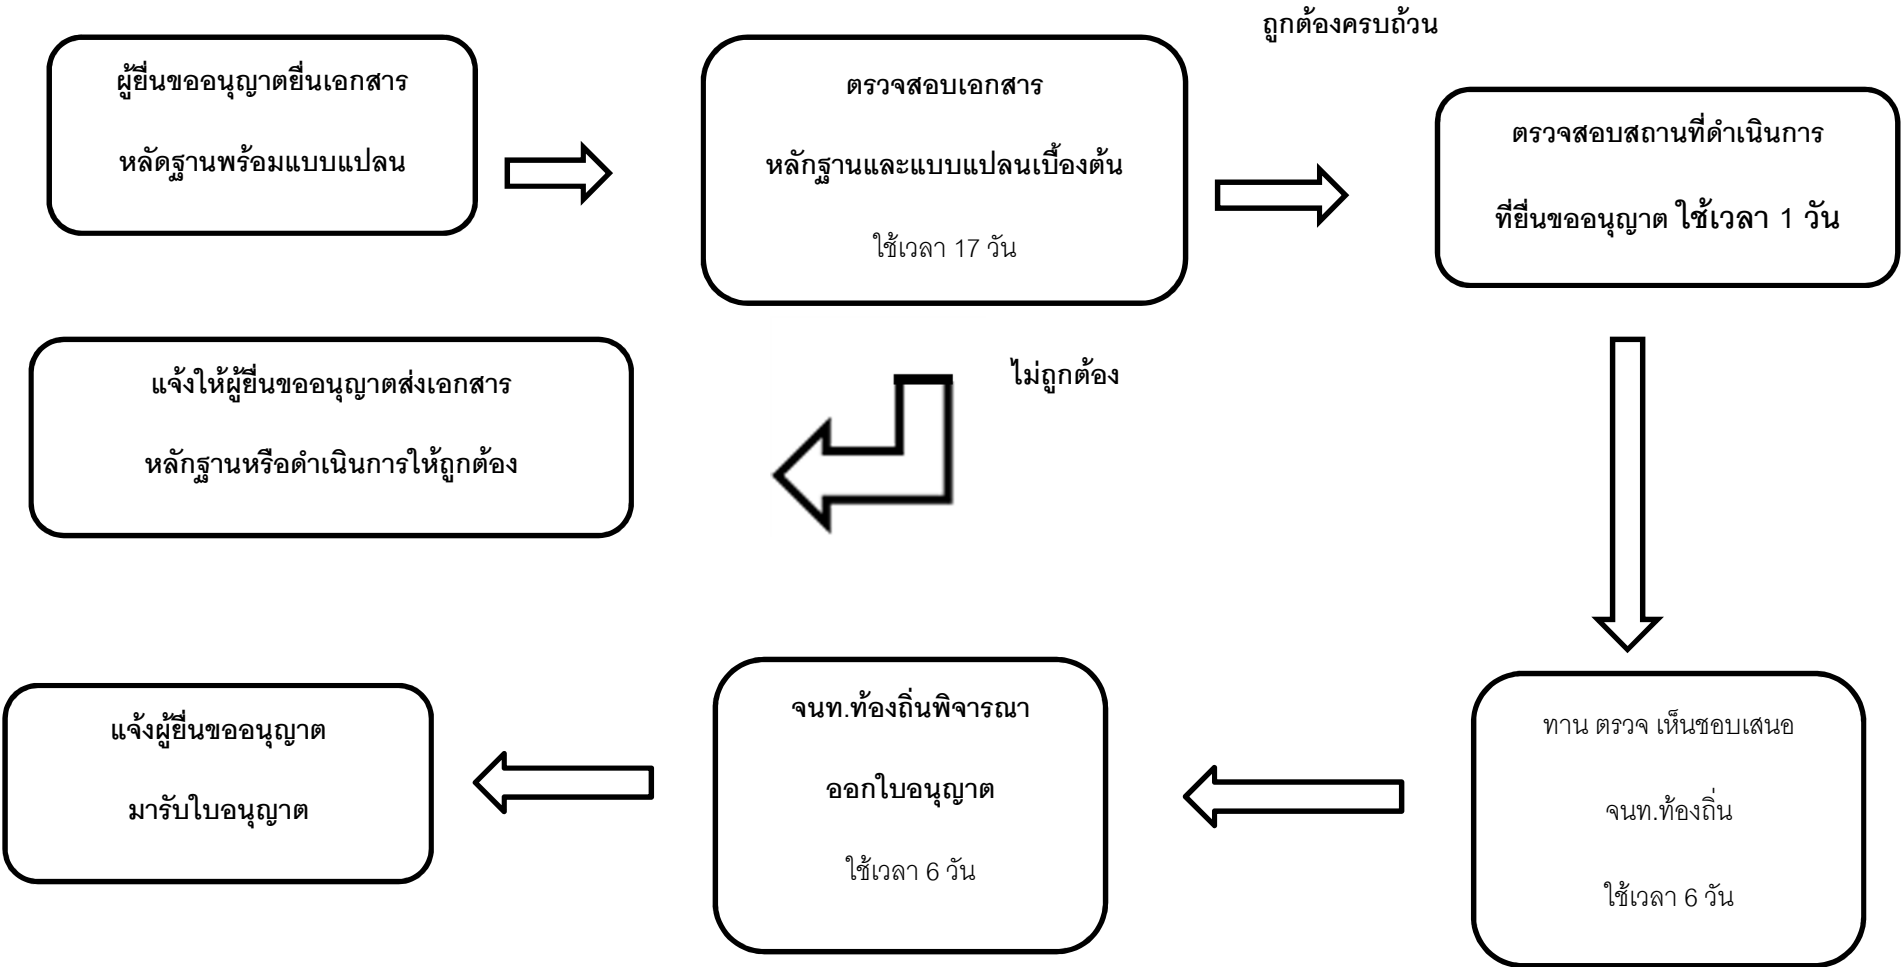 ผู้ยื่นขออนุญาตยื่นเอกสาร
หลัดฐานพร้อมแบบแปลน
ตรวจสอบเอกสาร
หลักฐานและแบบแปลนเบื้องต้น
ใช้เวลา 17 วัน
ถูกต้องครบถ้วน
ตรวจสอบสถานที่ดำเนินการ
ที่ยื่นขออนุญาต ใช้เวลา 1 วัน
ไม่ถูกต้อง
แจ้งให้ผู้ยื่นขออนุญาตส่งเอกสาร
หลักฐานหรือดำเนินการให้ถูกต้อง
ทาน ตรวจ เห็นชอบเสนอ
จนท.ท้องถิ่น
ใช้เวลา 6 วัน
จนท.ท้องถิ่นพิจารณา
ออกใบอนุญาต
ใช้เวลา 6 วัน
แจ้งผู้ยื่นขออนุญาต
มารับใบอนุญาต